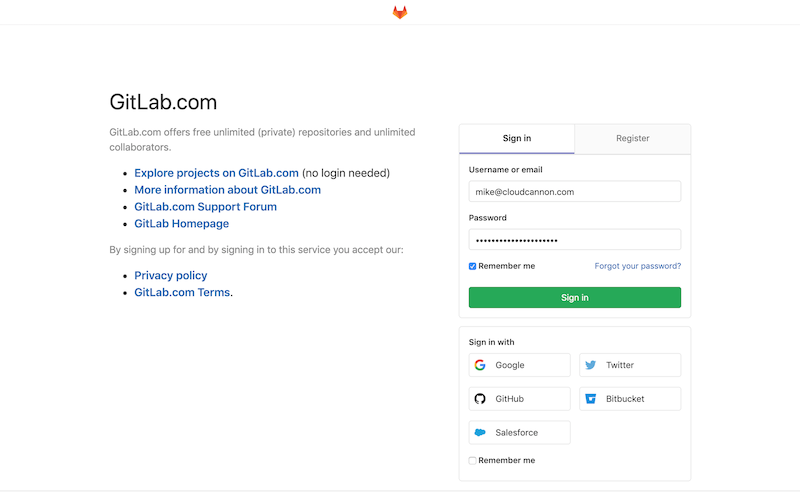 GitLab.com
GitLab.com offers free unlimited (private) repositories and unlimited
collaborators.
Explore projects on GitLab.com (no login needed)
More information about GitLab.com
GitLab.com Support Forum
GitLab Homepage
By signing up for and by signing in to this service you accept our:
Privacy policy
GitLab.com Terms.
Sign in
Register
Username or email
mike@cloudcannon.com
Password
Remember me
Forgot your password?
Sign in
Sign in with
Google
Twitter
GitHub
Bitbucket
Salesforce
Remember me